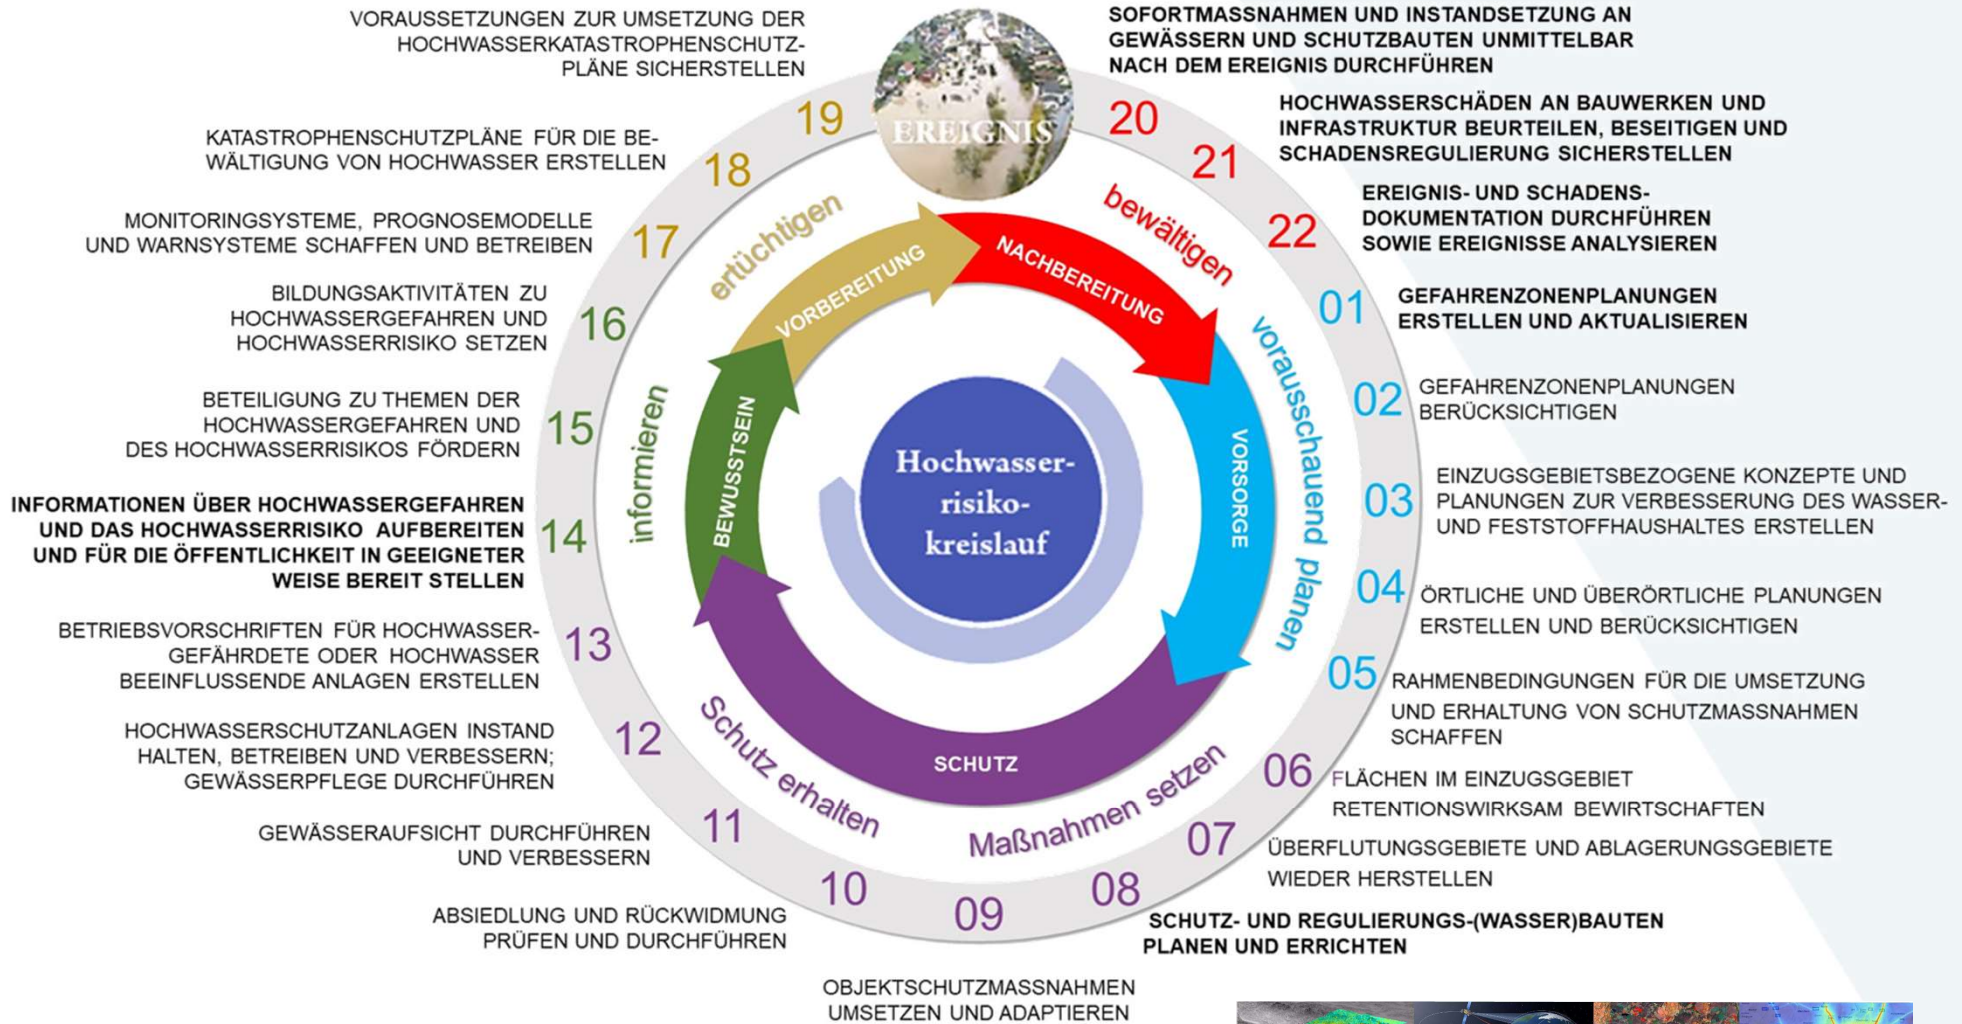 VORAUSSETZUNGEN ZUR UMSETZUNG DER
HOCHWASSERKATASTROPHENSCHUTZ-
PLÄNE SICHERSTELLEN
19
KATASTROPHENSCHUTZPLÄNE FÜR DIE BE-
WÄLTIGUNG VON HOCHWASSER ERSTELLEN
18
MONITORINGSYSTEME, PROGNOSEMODELLE
UND WARNSYSTEME SCHAFFEN UND BETREIBEN
17
BILDUNGSAKTIVITÄTEN ZU
HOCHWASSERGEFAHREN UND
HOCHWASSERRISIKO SETZEN
16
BETEILIGUNG ZU THEMEN DER
HOCHWASSERGEFAHREN UND
DES HOCHWASSERRISIKOS FÖRDERN
15
INFORMATIONEN ÜBER HOCHWASSERGEFAHREN
UND DAS HOCHWASSERRISIKO AUFBEREITEN
UND FÜR DIE ÖFFENTLICHKEIT IN GEEIGNETER
WEISE BEREIT STELLEN
14
BETRIEBSVORSCHRIFTEN FÜR HOCHWASSER-
GEFÄHRDETE ODER HOCHWASSER
BEEINFLUSSENDE ANLAGEN ERSTELLEN
13
HOCHWASSERSCHUTZANLAGEN INSTAND
HALTEN, BETREIBEN UND VERBESSERN;
GEWÄSSERPFLEGE DURCHFÜHREN
12
GEWÄSSERAUFSICHT DURCHFÜHREN
UND VERBESSERN
11
ABSIEDLUNG UND RÜCKWIDMUNG
PRÜFEN UND DURCHFÜHREN
10
09
OBJEKTSCHUTZMASSNAHMEN
UMSETZEN UND ADAPTIEREN
EREIGNIS
ertüchtigen
VORBEREITUNG
NACHBEREITUNG
bewältigen
informieren
BEWUSSTSEIN
Hochwasser-
risiko-
kreislauf
VORSORGE
vorausschauend planen
SCHUTZ
Schutz erhalten
Maßnahmen setzen
20
SOFORTMASSNAHMEN UND INSTANDSETZUNG AN
GEWÄSSERN UND SCHUTZBAUTEN UNMITTELBAR
NACH DEM EREIGNIS DURCHFÜHREN
21
HOCHWASSERSCHÄDEN AN BAUWERKEN UND
INFRASTRUKTUR BEURTEILEN, BESEITIGEN UND
SCHADENSREGULIERUNG SICHERSTELLEN
22
EREIGNIS- UND SCHADENS-
DOKUMENTATION DURCHFÜHREN
SOWIE EREIGNISSE ANALYSIEREN
01
GEFAHRENZONENPLANUNGEN
ERSTELLEN UND AKTUALISIEREN
02
GEFAHRENZONENPLANUNGEN
BERÜCKSICHTIGEN
03
EINZUGSGEBIETSBEZOGENE KONZEPTE UND
PLANUNGEN ZUR VERBESSERUNG DES WASSER-
UND FESTSTOFFHAUSHALTES ERSTELLEN
04
ÖRTLICHE UND ÜBERÖRTLICHE PLANUNGEN
ERSTELLEN UND BERÜCKSICHTIGEN
05
RAHMENBEDINGUNGEN FÜR DIE UMSETZUNG
UND ERHALTUNG VON SCHUTZMASSNAHMEN
SCHAFFEN
06
FLÄCHEN IM EINZUGSGEBIET
RETENTIONSWIRKSAM BEWIRTSCHAFTEN
07
ÜBERFLUTUNGSGEBIETE UND ABLAGERUNGSGEBIETE
WIEDER HERSTELLEN
08
SCHUTZ- UND REGULIERUNGS-(WASSER)BAUTEN
PLANEN UND ERRICHTEN